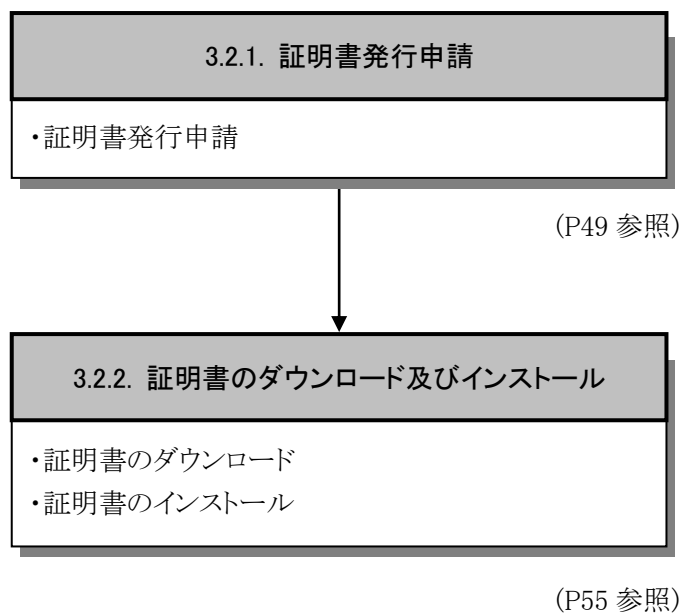 3.2.1. 証明書発行申請
・証明書発行申請
(P49 参照)
3.2.2. 証明書のダウンロード及びインストール
・証明書のダウンロード
・証明書のインストール
(P55 参照)